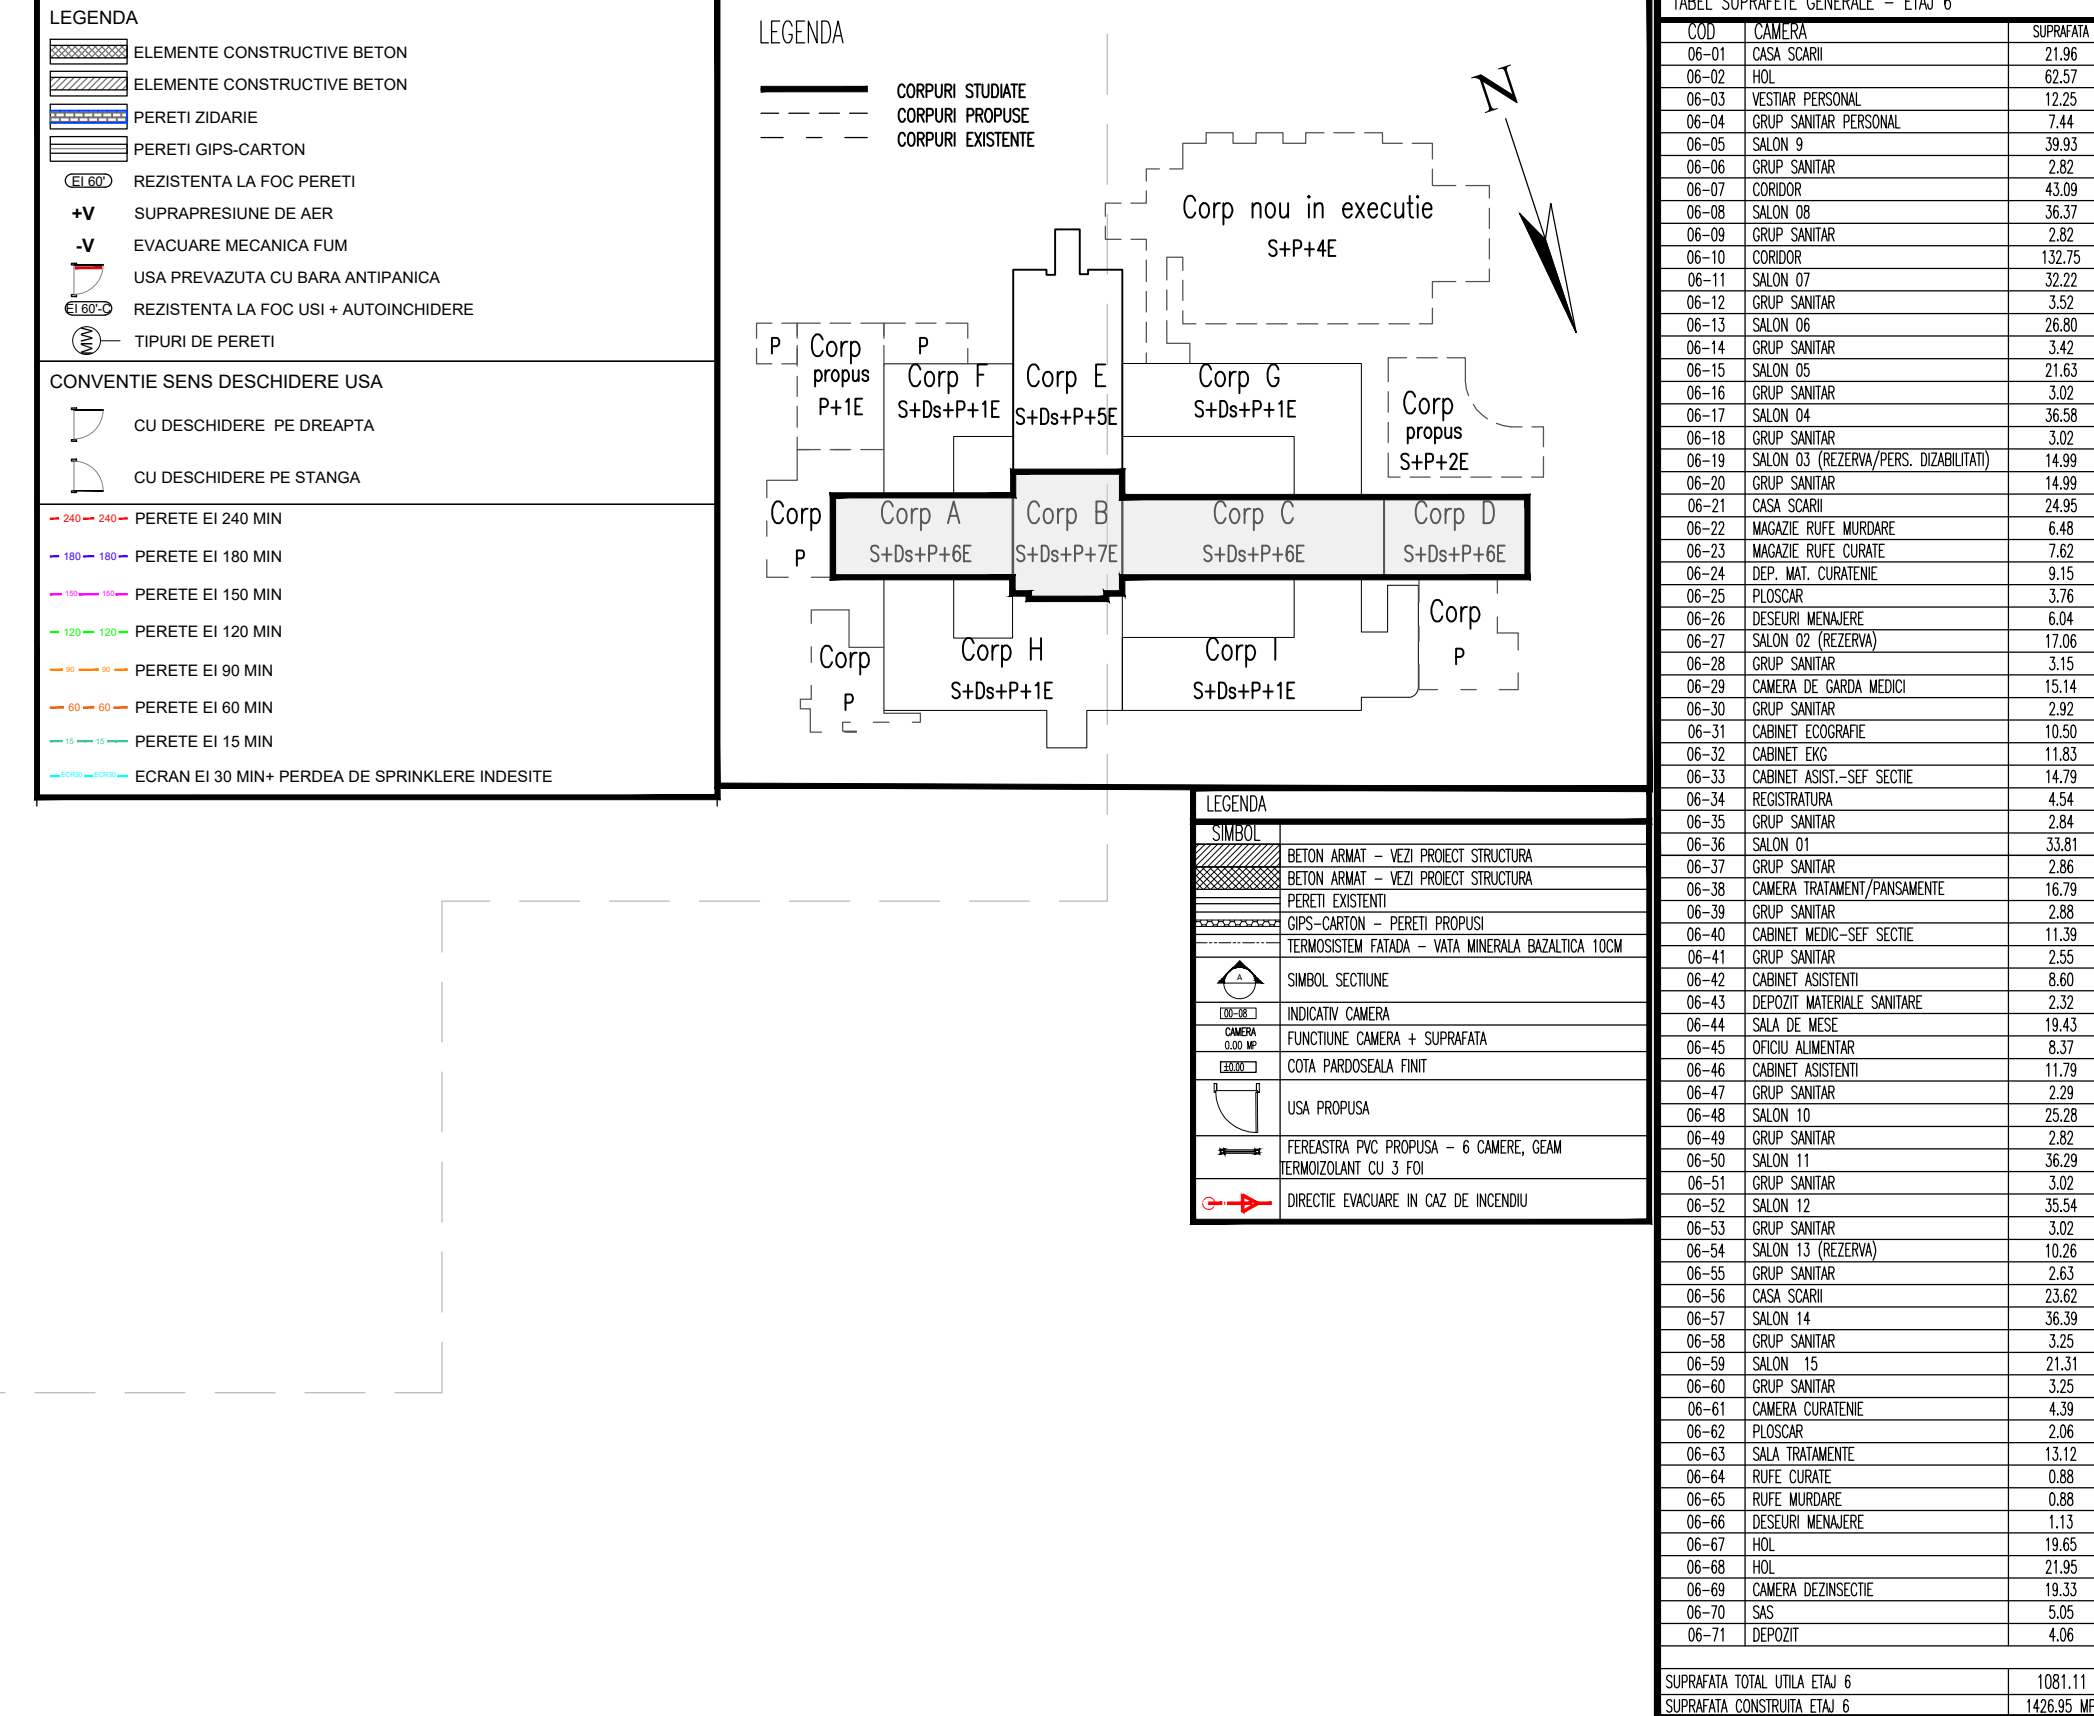 LEGENDA
ELEMENTE CONSTRUCTIVE BETON
ELEMENTE CONSTRUCTIVE BETON
PERETI ZIDARIE
PERETI GIPS-CARTON
EI 60' REZISTENTA LA FOC PERETI
+V SUPRAPRESIUNE DE AER
-V EVACUARE MECANICA FUM
USA PREVAZUTA CU BARA ANTIPANICA
EI 60'-C REZISTENTA LA FOC USI + AUTOINCHIDERE
TIPURI DE PERETI
CONVENTIE SENS DESCHIDERE USA
CU DESCHIDERE PE DREAPTA
CU DESCHIDERE PE STANGA
240 240 PERETE EI 240 MIN
180 180 PERETE EI 180 MIN
150 150 PERETE EI 150 MIN
120 120 PERETE EI 120 MIN
90 90 PERETE EI 90 MIN
60 60 PERETE EI 60 MIN
15 15 PERETE EI 15 MIN
ECR30 ECR30 ECRAN EI 30 MIN+ PERDEA DE SPRINKLERE INDESITE
LEGENDA
CORPURI STUDIATE
CORPURI PROPUSE
CORPURI EXISTENTE
N
Corp nou in executie
S+P+4E
P
Corp
propus
P+1E
P
Corp F
S+Ds+P+1E
Corp E
S+Ds+P+5E
Corp G
S+Ds+P+1E
Corp
propus
S+P+2E
Corp
P
Corp A
S+Ds+P+6E
Corp B
S+Ds+P+7E
Corp C
S+Ds+P+6E
Corp D
S+Ds+P+6E
Corp
P
Corp H
S+Ds+P+1E
Corp I
S+Ds+P+1E
Corp
P
LEGENDA
SIMBOL
BETON ARMAT - VEZI PROIECT STRUCTURA
BETON ARMAT - VEZI PROIECT STRUCTURA
PERETI EXISTENTI
GIPS-CARTON - PERETI PROPUSI
TERMOSISTEM FATADA - VATA MINERALA BAZALTICA 10CM
A SIMBOL SECTIUNE
00-08 INDICATIV CAMERA
CAMERA
0.00 MP FUNCTIUNE CAMERA + SUPRAFATA
±0.00 COTA PARDOSEALA FINIT
USA PROPUSA
FEREASTRA PVC PROPUSA - 6 CAMERE, GEAM
TERMOIZOLANT CU 3 FOI
DIRECTIE EVACUARE IN CAZ DE INCENDIU
TABEL SUPRAFETE GENERALE - ETAJ 6
COD CAMERA SUPRAFATA
06-01 CASA SCARII 21.96
06-02 HOL 62.57
06-03 VESTIAR PERSONAL 12.25
06-04 GRUP SANITAR PERSONAL 7.44
06-05 SALON 9 39.93
06-06 GRUP SANITAR 2.82
06-07 CORIDOR 43.09
06-08 SALON 08 36.37
06-09 GRUP SANITAR 2.82
06-10 CORIDOR 132.75
06-11 SALON 07 32.22
06-12 GRUP SANITAR 3.52
06-13 SALON 06 26.80
06-14 GRUP SANITAR 3.42
06-15 SALON 05 21.63
06-16 GRUP SANITAR 3.02
06-17 SALON 04 36.58
06-18 GRUP SANITAR 3.02
06-19 SALON 03 (REZERVA/PERS. DIZABILITATI) 14.99
06-20 GRUP SANITAR 14.99
06-21 CASA SCARII 24.95
06-22 MAGAZIE RUFE MURDARE 6.48
06-23 MAGAZIE RUFE CURATE 7.62
06-24 DEP. MAT. CURATENIE 9.15
06-25 PLOSCAR 3.76
06-26 DESEURI MENAJERE 6.04
06-27 SALON 02 (REZERVA) 17.06
06-28 GRUP SANITAR 3.15
06-29 CAMERA DE GARDA MEDICI 15.14
06-30 GRUP SANITAR 2.92
06-31 CABINET ECOGRAFIE 10.50
06-32 CABINET EKG 11.83
06-33 CABINET ASIST.-SEF SECTIE 14.79
06-34 REGISTRATURA 4.54
06-35 GRUP SANITAR 2.84
06-36 SALON 01 33.81
06-37 GRUP SANITAR 2.86
06-38 CAMERA TRATAMENT/PANSAMENTE 16.79
06-39 GRUP SANITAR 2.88
06-40 CABINET MEDIC-SEF SECTIE 11.39
06-41 GRUP SANITAR 2.55
06-42 CABINET ASISTENTI 8.60
06-43 DEPOZIT MATERIALE SANITARE 2.32
06-44 SALA DE MESE 19.43
06-45 OFICIU ALIMENTAR 8.37
06-46 CABINET ASISTENTI 11.79
06-47 GRUP SANITAR 2.29
06-48 SALON 10 25.28
06-49 GRUP SANITAR 2.82
06-50 SALON 11 36.29
06-51 GRUP SANITAR 3.02
06-52 SALON 12 35.54
06-53 GRUP SANITAR 3.02
06-54 SALON 13 (REZERVA) 10.26
06-55 GRUP SANITAR 2.63
06-56 CASA SCARII 23.62
06-57 SALON 14 36.39
06-58 GRUP SANITAR 3.25
06-59 SALON 15 21.31
06-60 GRUP SANITAR 3.25
06-61 CAMERA CURATENIE 4.39
06-62 PLOSCAR 2.06
06-63 SALA TRATAMENTE 13.12
06-64 RUFE CURATE 0.88
06-65 RUFE MURDARE 0.88
06-66 DESEURI MENAJERE 1.13
06-67 HOL 19.65
06-68 HOL 21.95
06-69 CAMERA DEZINSECTIE 19.33
06-70 SAS 5.05
06-71 DEPOZIT 4.06
SUPRAFATA TOTAL UTILA ETAJ 6 1081.11
SUPRAFATA CONSTRUITA ETAJ 6 1426.95 MP